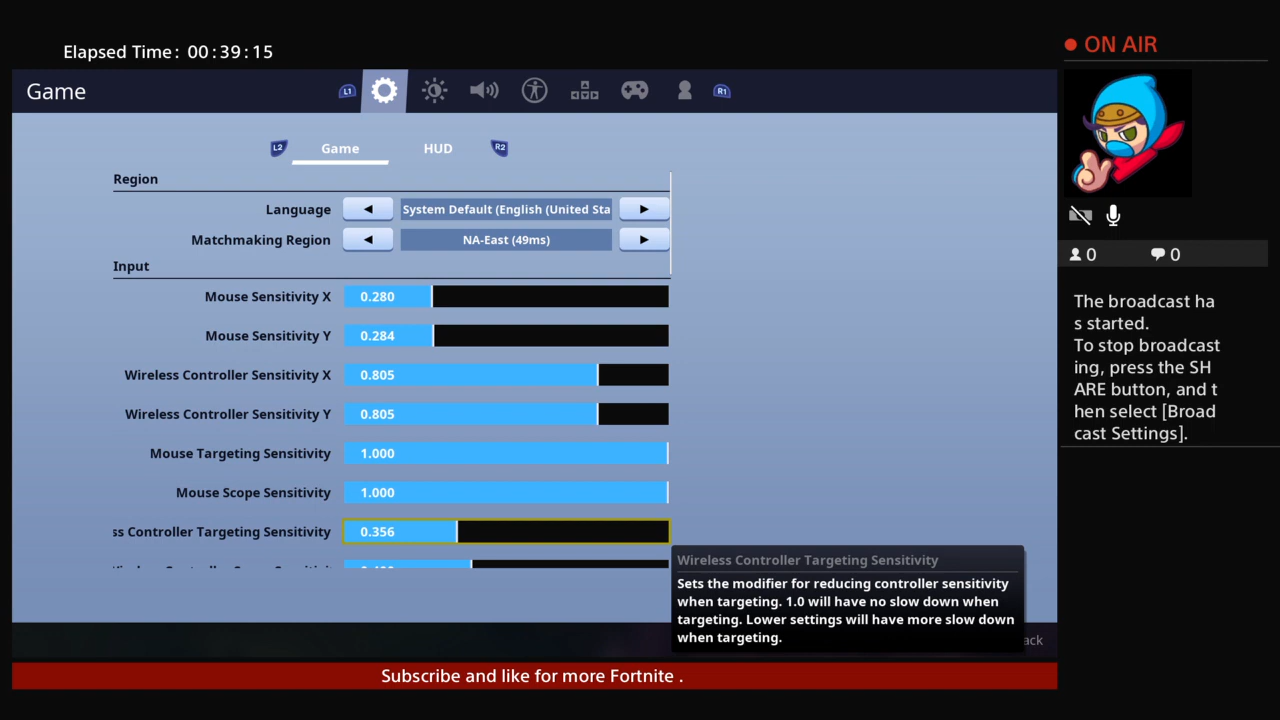 Elapsed Time: 00:39:15
ON AIR
Game
L1
R1
L2
Game
HUD
R2
Region
Language
System Default (English (United Sta
Matchmaking Region
NA-East (49ms)
Input
Mouse Sensitivity X
0.280
Mouse Sensitivity Y
0.284
Wireless Controller Sensitivity X
0.805
Wireless Controller Sensitivity Y
0.805
Mouse Targeting Sensitivity
1.000
Mouse Scope Sensitivity
1.000
ss Controller Targeting Sensitivity
0.356
Wireless Controller Targeting Sensitivity
Sets the modifier for reducing controller sensitivity
when targeting. 1.0 will have no slow down when
targeting. Lower settings will have more slow down
when targeting.
ack
Subscribe and like for more Fortnite .
0
0
The broadcast ha
s started.
To stop broadcast
ing, press the SH
ARE button, and t
hen select [Broad
cast Settings].